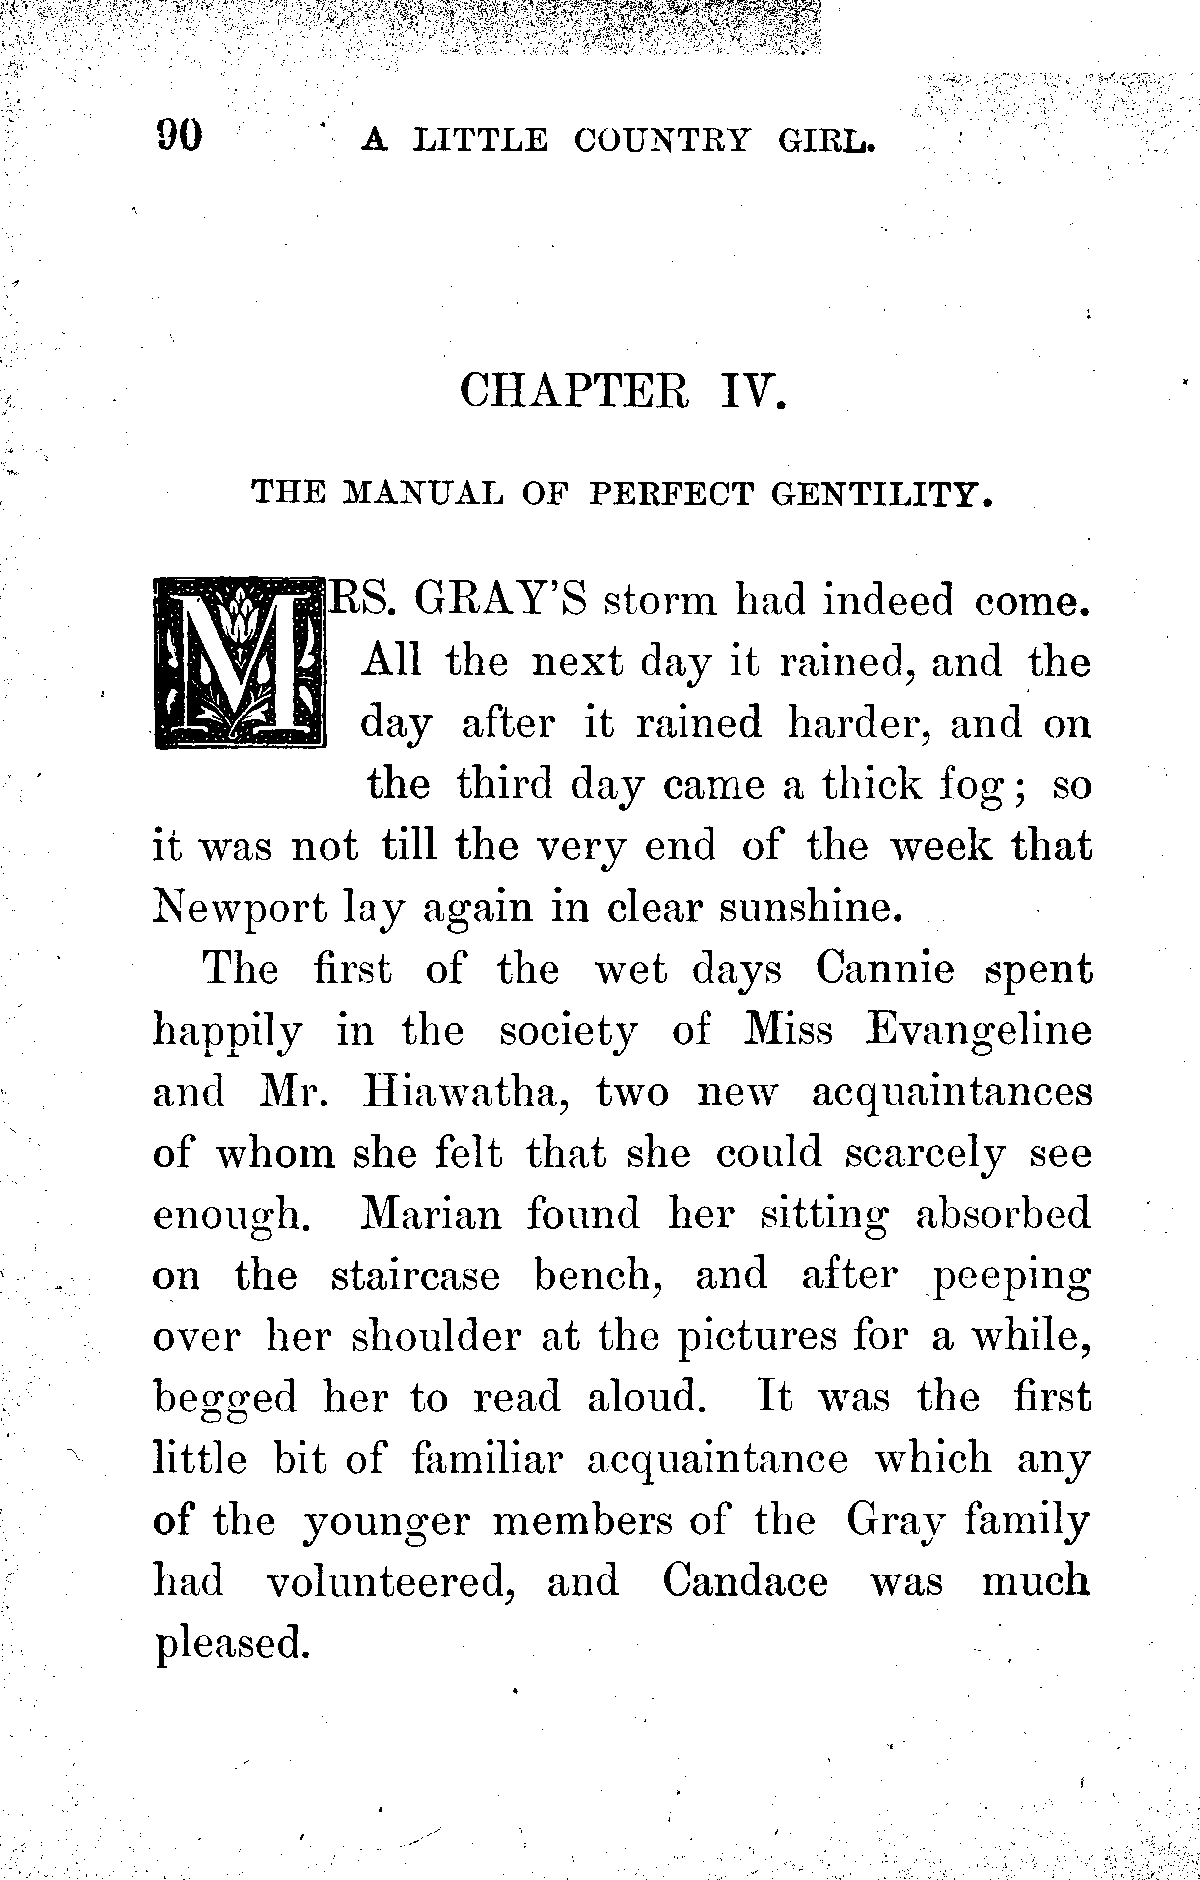 90 A LITTLE COUNTRY GIRL.
CHAPTER IV.
THE MANUAL OF PERFECT GENTILITY.
MRS. GRAY'S storm had indeed come.
All the next day it rained, and the
day after it rained harder, and on
the third day came a thick fog; so
it was not till the very end of the week that
Newport lay again in clear sunshine.
The first of the wet days Cannie spent
happily in the society of Miss Evangeline
and Mr. Hiawatha, two new acquaintances
of whom she felt that she could scarcely see
enough. Marian found her sitting absorbed
on the staircase bench, and after peeping
over her shoulder at the pictures for a while,
begged her to read aloud. It was the first
little bit of familiar acquaintance which any
of the younger members of the Gray family
had volunteered, and Candace was much
pleased.